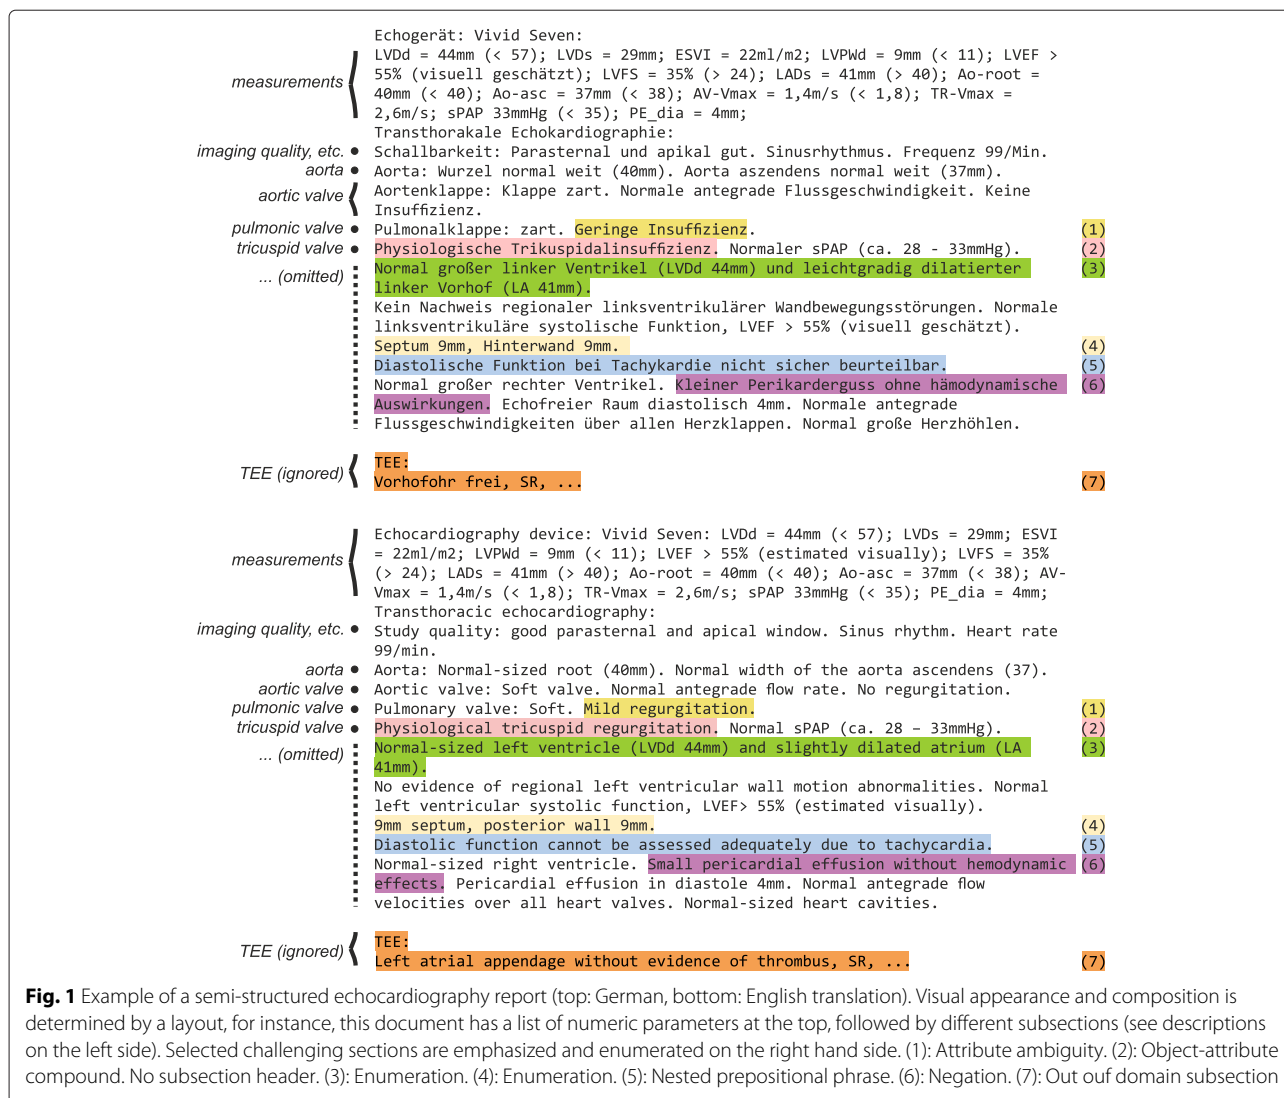 Echogerät: Vivid Seven:
measurements
LVDd = 44mm (< 57); LVDs = 29mm; ESVI = 22ml/m2; LVPWd = 9mm (< 11); LVEF >
55% (visuell geschätzt); LVFS = 35% (> 24); LADs = 41mm (> 40); Ao-root =
40mm (< 40); Ao-asc = 37mm (< 38); AV-Vmax = 1,4m/s (< 1,8); TR-Vmax =
2,6m/s; sPAP 33mmHg (< 35); PE_dia = 4mm;
Transthorakale Echokardiographie:
imaging quality, etc. • Schallbarkeit: Parasternal und apikal gut. Sinusrhythmus. Frequenz 99/Min.
aorta • Aorta: Wurzel normal weit (40mm). Aorta aszendens normal weit (37mm).
aortic valve
Aortenklappe: Klappe zart. Normale antegrade Flussgeschwindigkeit. Keine
Insuffizienz.
pulmonic valve • Pulmonalklappe: zart. Geringe Insuffizienz. (1)
tricuspid valve • Physiologische Trikuspidalinsuffizienz. Normaler sPAP (ca. 28 - 33mmHg). (2)
... (omitted)
Normal großer linker Ventrikel (LVDd 44mm) und leichtgradig dilatierter (3)
linker Vorhof (LA 41mm).
Kein Nachweis regionaler linksventrikulärer Wandbewegungsstörungen. Normale
linksventrikuläre systolische Funktion, LVEF > 55% (visuell geschätzt).
Septum 9mm, Hinterwand 9mm. (4)
Diastolische Funktion bei Tachykardie nicht sicher beurteilbar. (5)
Normal großer rechter Ventrikel. Kleiner Perikarderguss ohne hämodynamische (6)
Auswirkungen. Echofreier Raum diastolisch 4mm. Normale antegrade
Flussgeschwindigkeiten über allen Herzklappen. Normal große Herzhöhlen.
TEE (ignored)
TEE:
Vorhofohr frei, SR, ... (7)
measurements
Echocardiography device: Vivid Seven: LVDd = 44mm (< 57); LVDs = 29mm; ESVI
= 22ml/m2; LVPWd = 9mm (< 11); LVEF > 55% (estimated visually); LVFS = 35%
(> 24); LADs = 41mm (> 40); Ao-root = 40mm (< 40); Ao-asc = 37mm (< 38); AV-
Vmax = 1,4m/s (< 1,8); TR-Vmax = 2,6m/s; sPAP 33mmHg (< 35); PE_dia = 4mm;
Transthoracic echocardiography:
imaging quality, etc. • Study quality: good parasternal and apical window. Sinus rhythm. Heart rate
99/min.
aorta • Aorta: Normal-sized root (40mm). Normal width of the aorta ascendens (37).
aortic valve • Aortic valve: Soft valve. Normal antegrade flow rate. No regurgitation.
pulmonic valve • Pulmonary valve: Soft. Mild regurgitation. (1)
tricuspid valve • Physiological tricuspid regurgitation. Normal sPAP (ca. 28 – 33mmHg). (2)
... (omitted)
Normal-sized left ventricle (LVDd 44mm) and slightly dilated atrium (LA (3)
41mm).
No evidence of regional left ventricular wall motion abnormalities. Normal
left ventricular systolic function, LVEF> 55% (estimated visually).
9mm septum, posterior wall 9mm. (4)
Diastolic function cannot be assessed adequately due to tachycardia. (5)
Normal-sized right ventricle. Small pericardial effusion without hemodynamic (6)
effects. Pericardial effusion in diastole 4mm. Normal antegrade flow
velocities over all heart valves. Normal-sized heart cavities.
TEE (ignored)
TEE:
Left atrial appendage without evidence of thrombus, SR, ... (7)
Fig. 1 Example of a semi-structured echocardiography report (top: German, bottom: English translation). Visual appearance and composition is
determined by a layout, for instance, this document has a list of numeric parameters at the top, followed by different subsections (see descriptions
on the left side). Selected challenging sections are emphasized and enumerated on the right hand side. (1): Attribute ambiguity. (2): Object-attribute
compound. No subsection header. (3): Enumeration. (4): Enumeration. (5): Nested prepositional phrase. (6): Negation. (7): Out ouf domain subsection